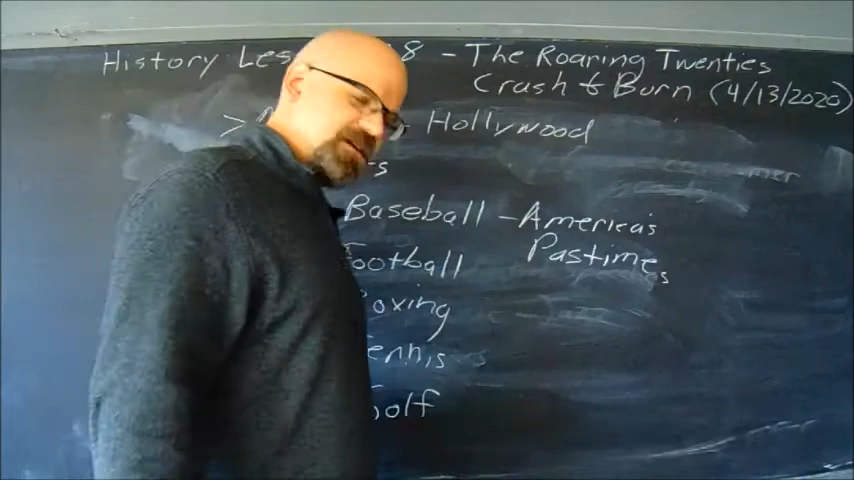 History Les 8 - The Roaring Twenties
Crash & Burn (4/13/2020)
> Hollywood
s
Baseball - America's
Pastimes
ootball
oxing
ennis
olf